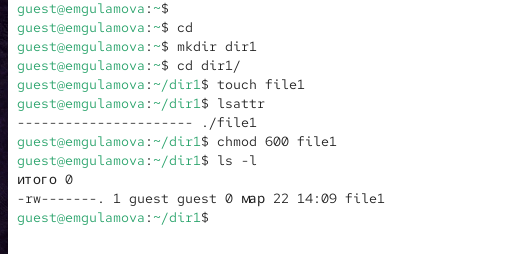 guest@emgulamova:~$
guest@emgulamova:~$ cd
guest@emgulamova:~$ mkdir dir1
guest@emgulamova:~$ cd dir1/
guest@emgulamova:~/dir1$ touch file1
guest@emgulamova:~/dir1$ lsattr
---------------------- ./file1
guest@emgulamova:~/dir1$ chmod 600 file1
guest@emgulamova:~/dir1$ ls -l
итого 0
-rw-------. 1 guest guest 0 мар 22 14:09 file1
guest@emgulamova:~/dir1$